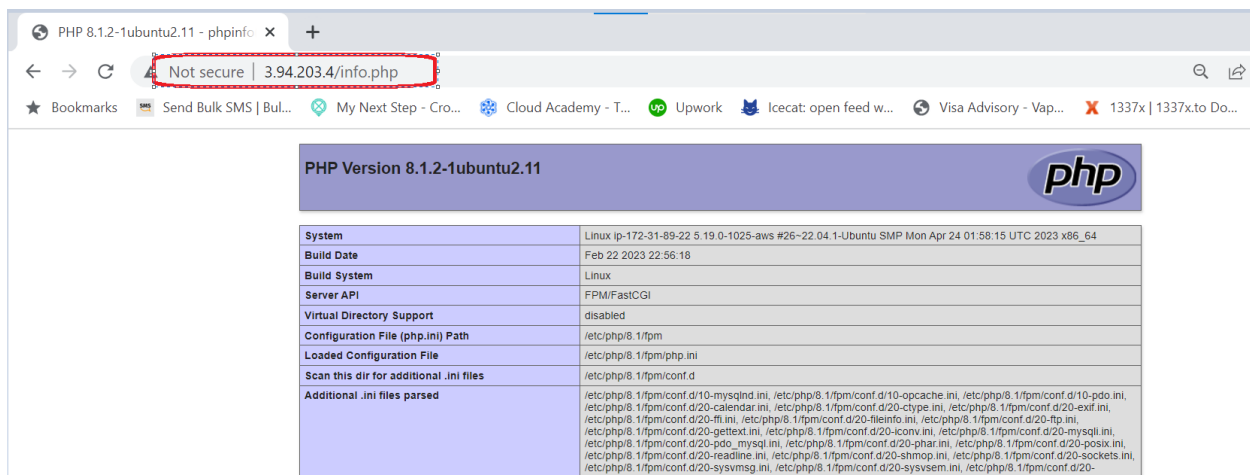 PHP 8.1.2-1ubuntu2.11 - phpinfo
Not secure | 3.94.203.4/info.php
Bookmarks SMS Send Bulk SMS | Bul... My Next Step - Cro... Cloud Academy - T... up Upwork Icecat: open feed w... Visa Advisory - Vap... 1337x | 1337x.to Do...
PHP Version 8.1.2-1ubuntu2.11 php
System Linux ip-172-31-89-22 5.19.0-1025-aws #26~22.04.1-Ubuntu SMP Mon Apr 24 01:58:15 UTC 2023 x86_64
Build Date Feb 22 2023 22:56:18
Build System Linux
Server API FPM/FastCGI
Virtual Directory Support disabled
Configuration File (php.ini) Path /etc/php/8.1/fpm
Loaded Configuration File /etc/php/8.1/fpm/php.ini
Scan this dir for additional .ini files /etc/php/8.1/fpm/conf.d
Additional .ini files parsed /etc/php/8.1/fpm/conf.d/10-mysqlnd.ini, /etc/php/8.1/fpm/conf.d/10-opcache.ini, /etc/php/8.1/fpm/conf.d/10-pdo.ini,
/etc/php/8.1/fpm/conf.d/20-calendar.ini, /etc/php/8.1/fpm/conf.d/20-ctype.ini, /etc/php/8.1/fpm/conf.d/20-exif.ini,
/etc/php/8.1/fpm/conf.d/20-ffi.ini, /etc/php/8.1/fpm/conf.d/20-fileinfo.ini, /etc/php/8.1/fpm/conf.d/20-ftp.ini,
/etc/php/8.1/fpm/conf.d/20-gettext.ini, /etc/php/8.1/fpm/conf.d/20-iconv.ini, /etc/php/8.1/fpm/conf.d/20-mysqli.ini,
/etc/php/8.1/fpm/conf.d/20-pdo_mysql.ini, /etc/php/8.1/fpm/conf.d/20-phar.ini, /etc/php/8.1/fpm/conf.d/20-posix.ini,
/etc/php/8.1/fpm/conf.d/20-readline.ini, /etc/php/8.1/fpm/conf.d/20-shmop.ini, /etc/php/8.1/fpm/conf.d/20-sockets.ini,
/etc/php/8.1/fpm/conf.d/20-sysvmsg.ini, /etc/php/8.1/fpm/conf.d/20-sysvsem.ini, /etc/php/8.1/fpm/conf.d/20-